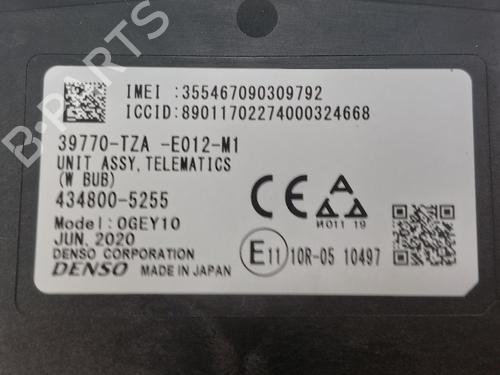 IMEI :355467090309792
ICCID:89011702274000324668
39770-TZA -E012-M1
UNIT ASSY, TELEMATICS
(W BUB)
434800-5255
Model:0GEY10
JUN, 2020
DENSO CORPORATION
DENSO MADE IN JAPAN
CE
И011 19
E11 10R-05 10497
B-PARTS